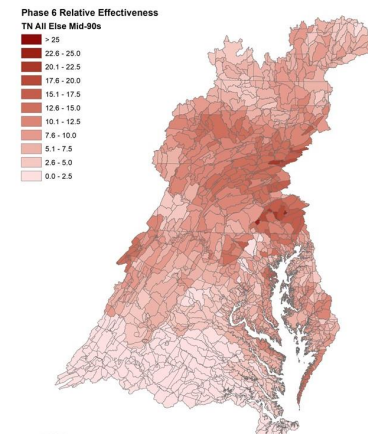 Phase 6 Relative Effectiveness
TN All Else Mid-90s
> 25
22.6 - 25.0
20.1 - 22.5
17.6 - 20.0
15.1 - 17.5
12.6 - 15.0
10.1 - 12.5
7.6 - 10.0
5.1 - 7.5
2.6 - 5.0
0.0 - 2.5